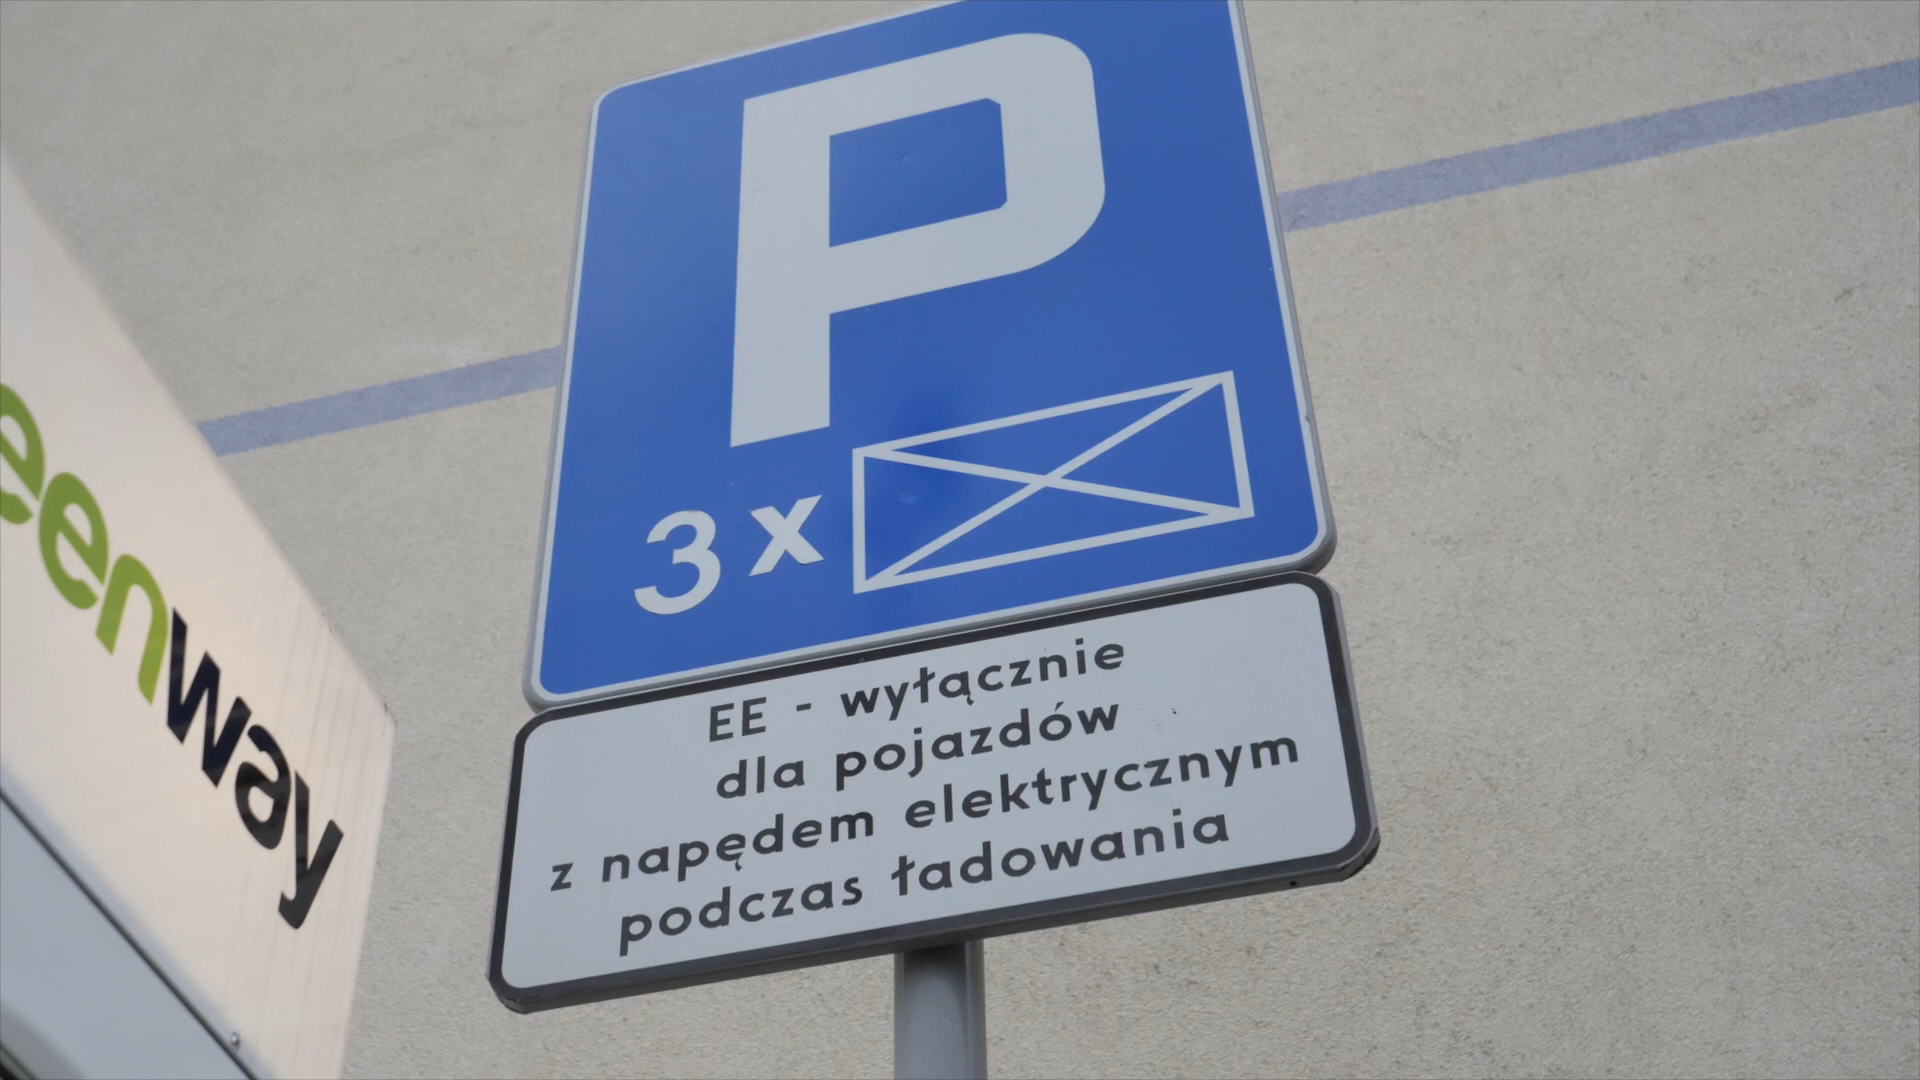 P
3 x
EE - wyłącznie
dla pojazdów
z napędem elektrycznym
podczas ładowania
eenway